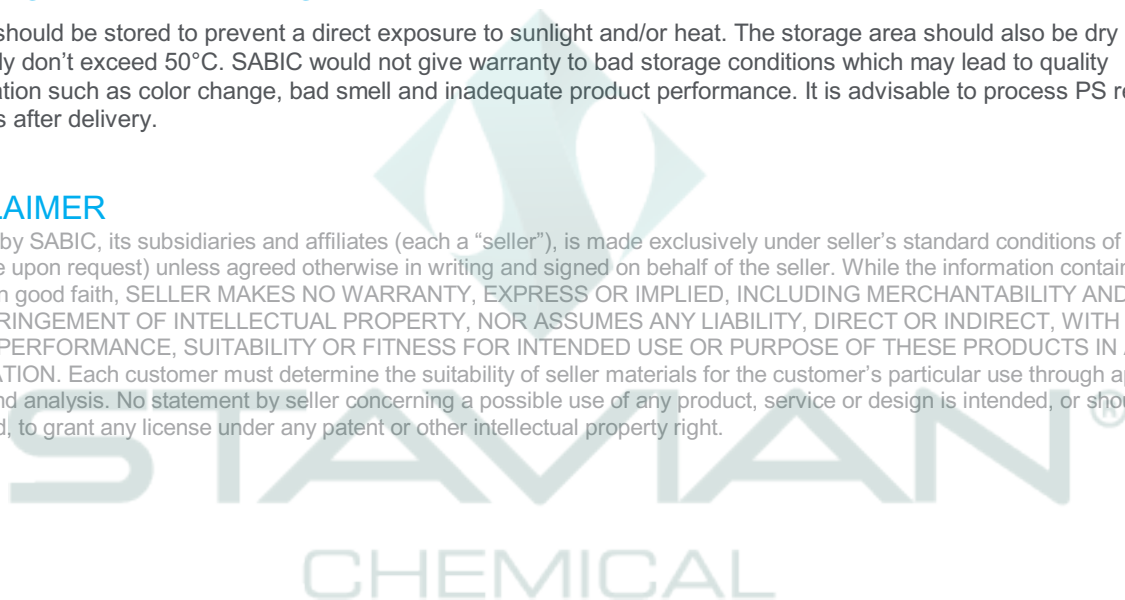 should be stored to prevent a direct exposure to sunlight and/or heat. The storage area should also be dry
don’t exceed 50°C. SABIC would not give warranty to bad storage conditions which may lead to quality
such as color change, bad smell and inadequate product performance. It is advisable to process PS
after delivery.
LAIMER
by SABIC, its subsidiaries and affiliates (each a “seller”), is made exclusively under seller’s standard conditions of
upon request) unless agreed otherwise in writing and signed on behalf of the seller. While the information contain
n good faith, SELLER MAKES NO WARRANTY, EXPRESS OR IMPLIED, INCLUDING MERCHANTABILITY AND
RINGEMENT OF INTELLECTUAL PROPERTY, NOR ASSUMES ANY LIABILITY, DIRECT OR INDIRECT, WITH
PERFORMANCE, SUITABILITY OR FITNESS FOR INTENDED USE OR PURPOSE OF THESE PRODUCTS IN
ATION. Each customer must determine the suitability of seller materials for the customer’s particular use through
nd analysis. No statement by seller concerning a possible use of any product, service or design is intended, or shou
d, to grant any license under any patent or other intellectual property right.
STAVIAN®
CHEMICAL